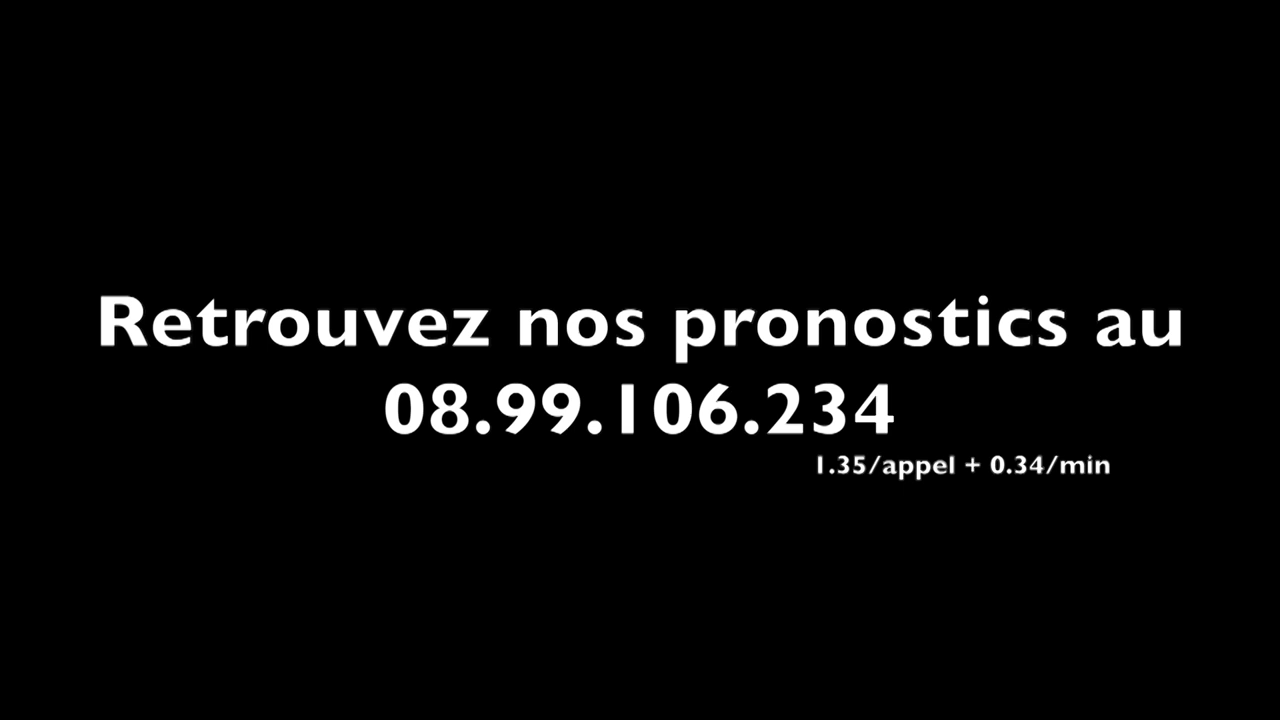 Retrouvez nos pronostics au
08.99.106.234
1.35/appel + 0.34/min